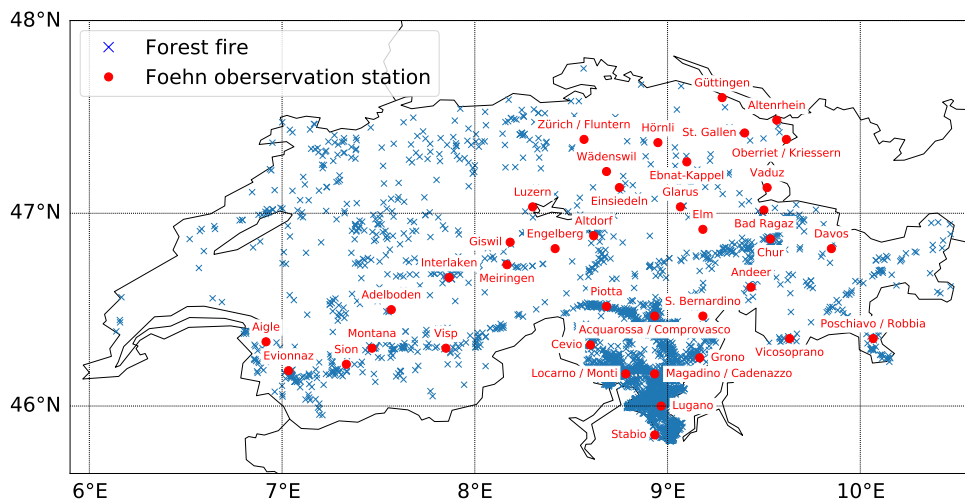 48°N
Forest fire
Foehn oberservation station
Güttingen
Altenrhein
Zürich / Fluntern
Hörnli
St. Gallen
Oberriet / Kriessern
Wädenswil
Ebnat-Kappel
Vaduz
Einsiedeln
Glarus
Luzern
47°N
Altdorf
Elm
Bad Ragaz
Engelberg
Giswil
Davos
Chur
Interlaken
Meiringen
Andeer
Adelboden
Piotta
S. Bernardino
Aigle
Montana
Visp
Acquarossa / Comprovasco
Poschiavo / Robbia
Evionnaz
Sion
Cevio
Grono
Vicosoprano
Locarno / Monti
Magadino / Cadenazzo
46°N
Lugano
Stabio
6°E 7°E 8°E 9°E 10°E